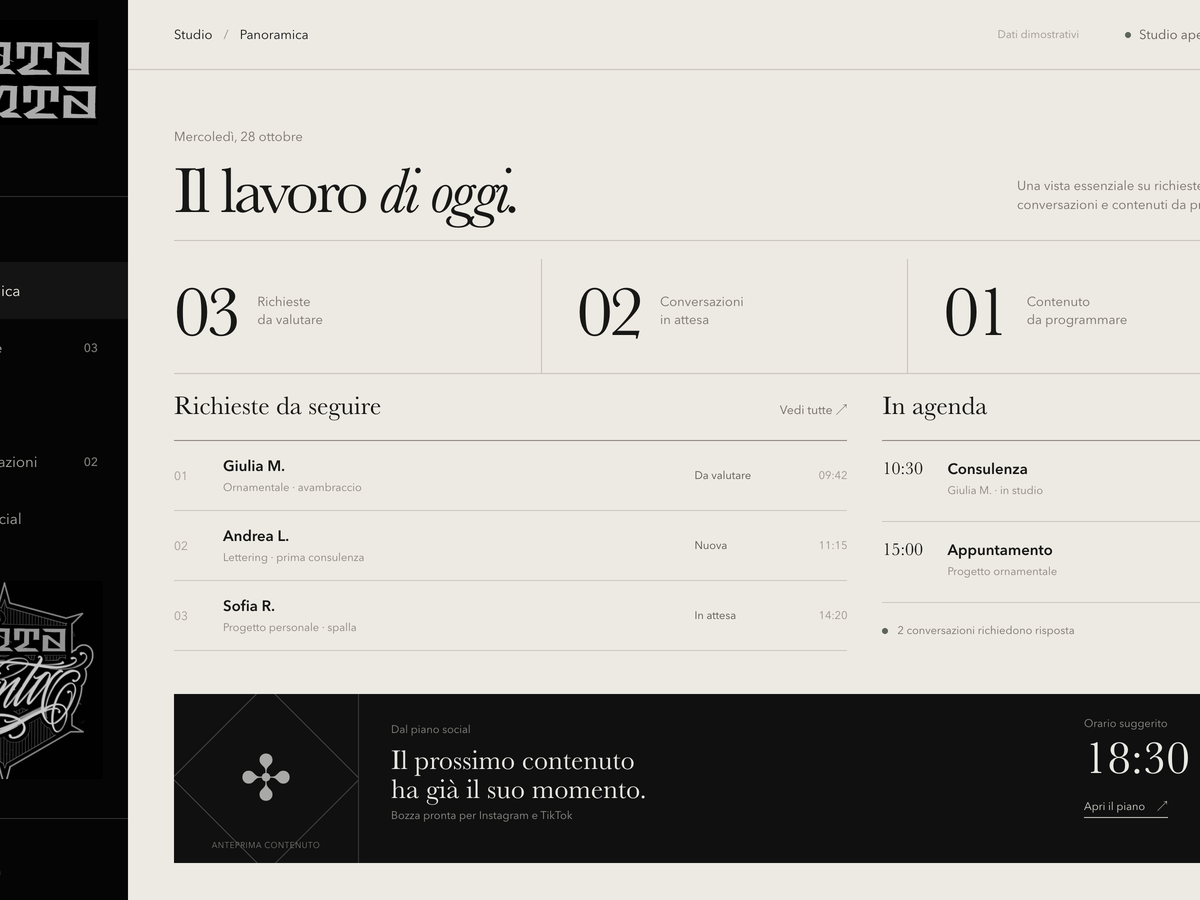 Studio / Panoramica
Dati dimostrativi
Studio ape
ica
03
azioni
02
cial
Mercoledì, 28 ottobre
Il lavoro di oggi.
Una vista essenziale su richieste
conversazioni e contenuti da pr
03
Richieste
da valutare
02
Conversazioni
in attesa
01
Contenuto
da programmare
Richieste da seguire
Vedi tutte ↗
01
Giulia M.
Ornamentale · avambraccio
Da valutare
09:42
02
Andrea L.
Lettering · prima consulenza
Nuova
11:15
03
Sofia R.
Progetto personale · spalla
In attesa
14:20
In agenda
10:30
Consulenza
Giulia M. · in studio
15:00
Appuntamento
Progetto ornamentale
2 conversazioni richiedono risposta
ANTEPRIMA CONTENUTO
Dal piano social
Il prossimo contenuto
ha già il suo momento.
Bozza pronta per Instagram e TikTok
Orario suggerito
18:30
Apri il piano ↗